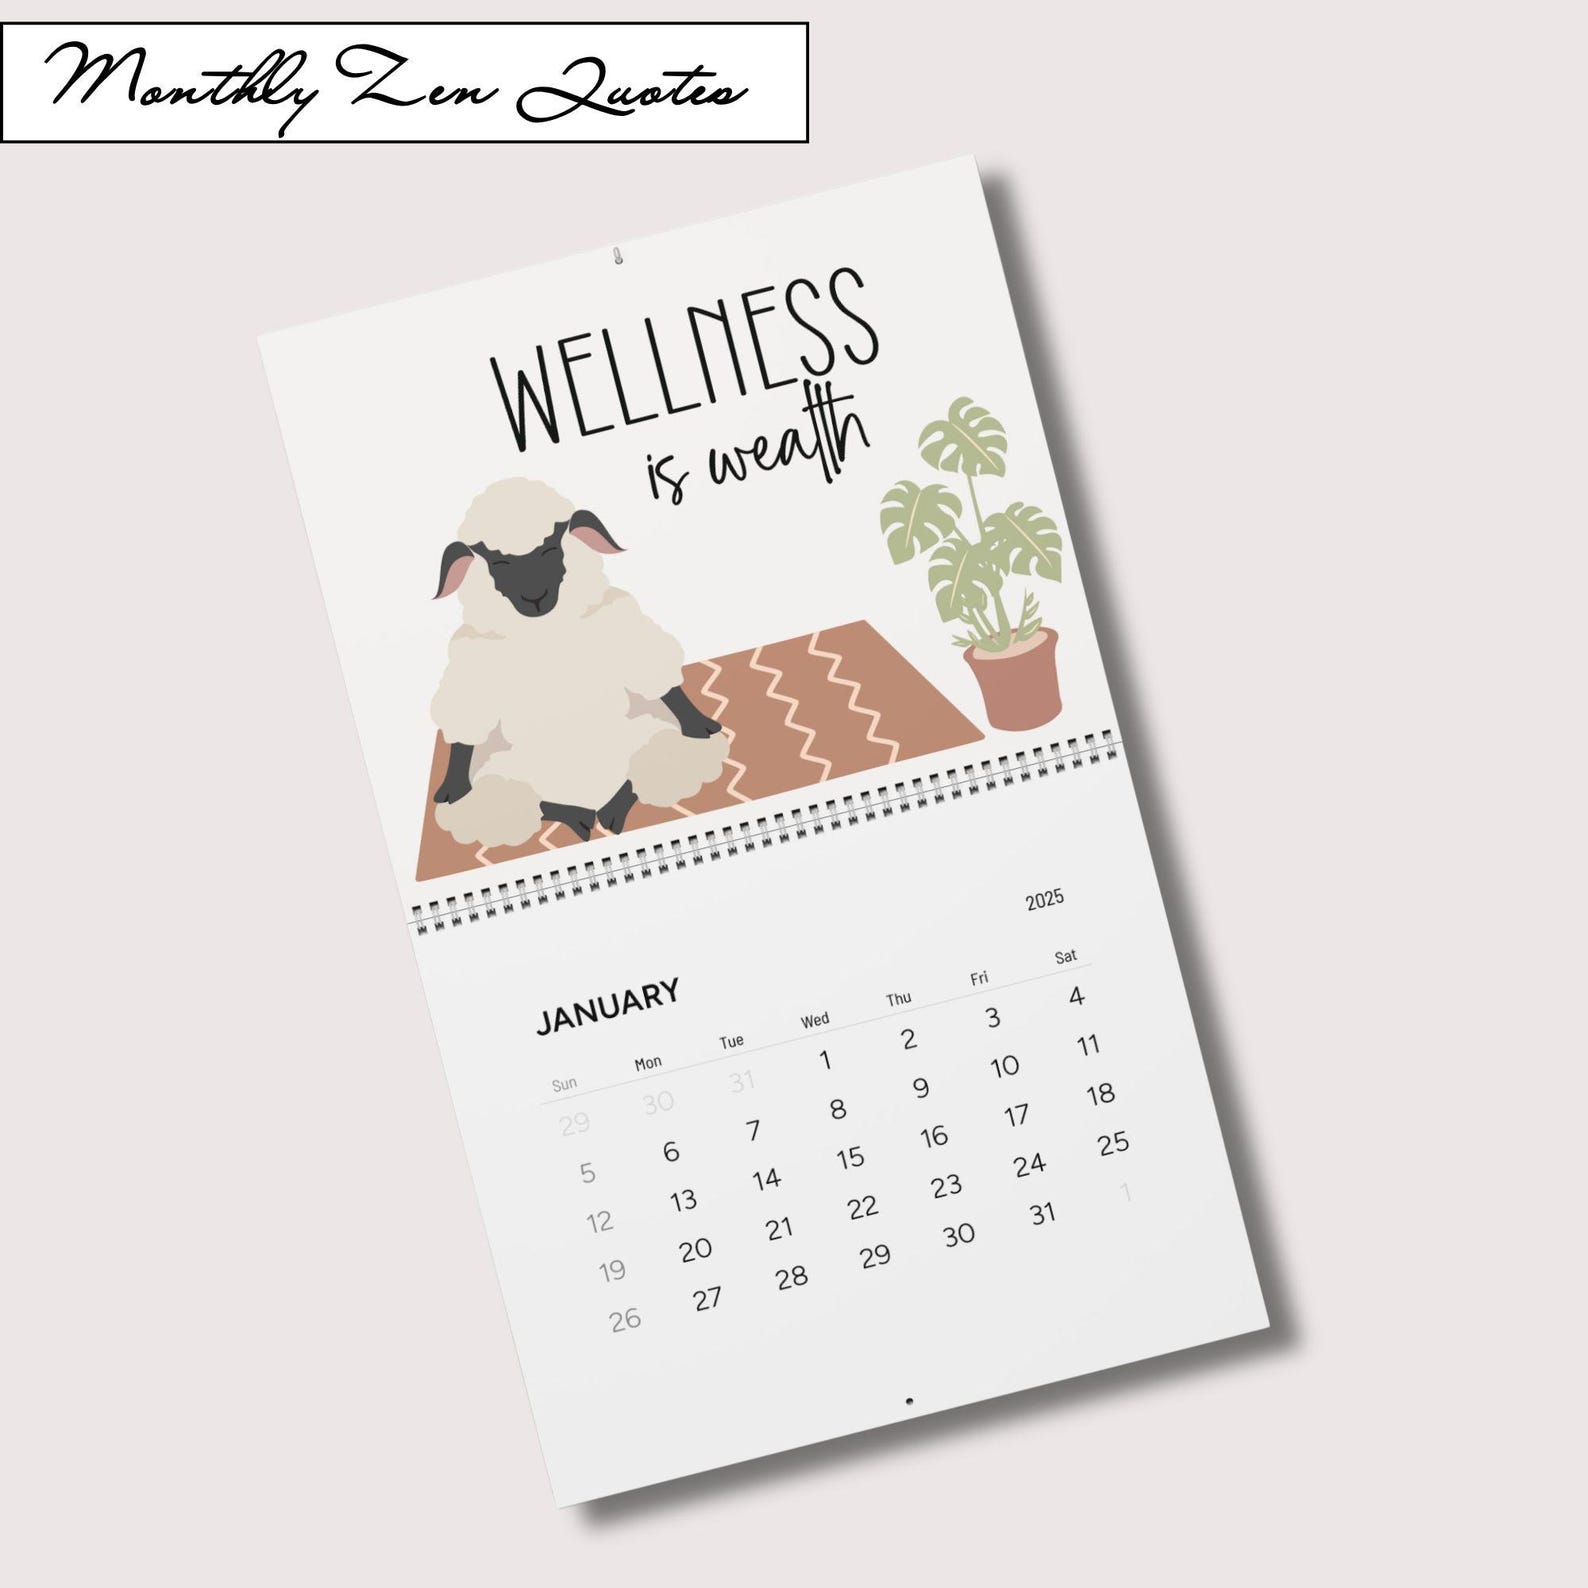 Monthly Zen Quotes
WELLNESS
is wealth
2025
JANUARY
Sun Mon Tue Wed Thu Fri Sat
29 30 31 1 2 3 4
5 6 7 8 9 10 11
12 13 14 15 16 17 18
19 20 21 22 23 24 25
26 27 28 29 30 31 1